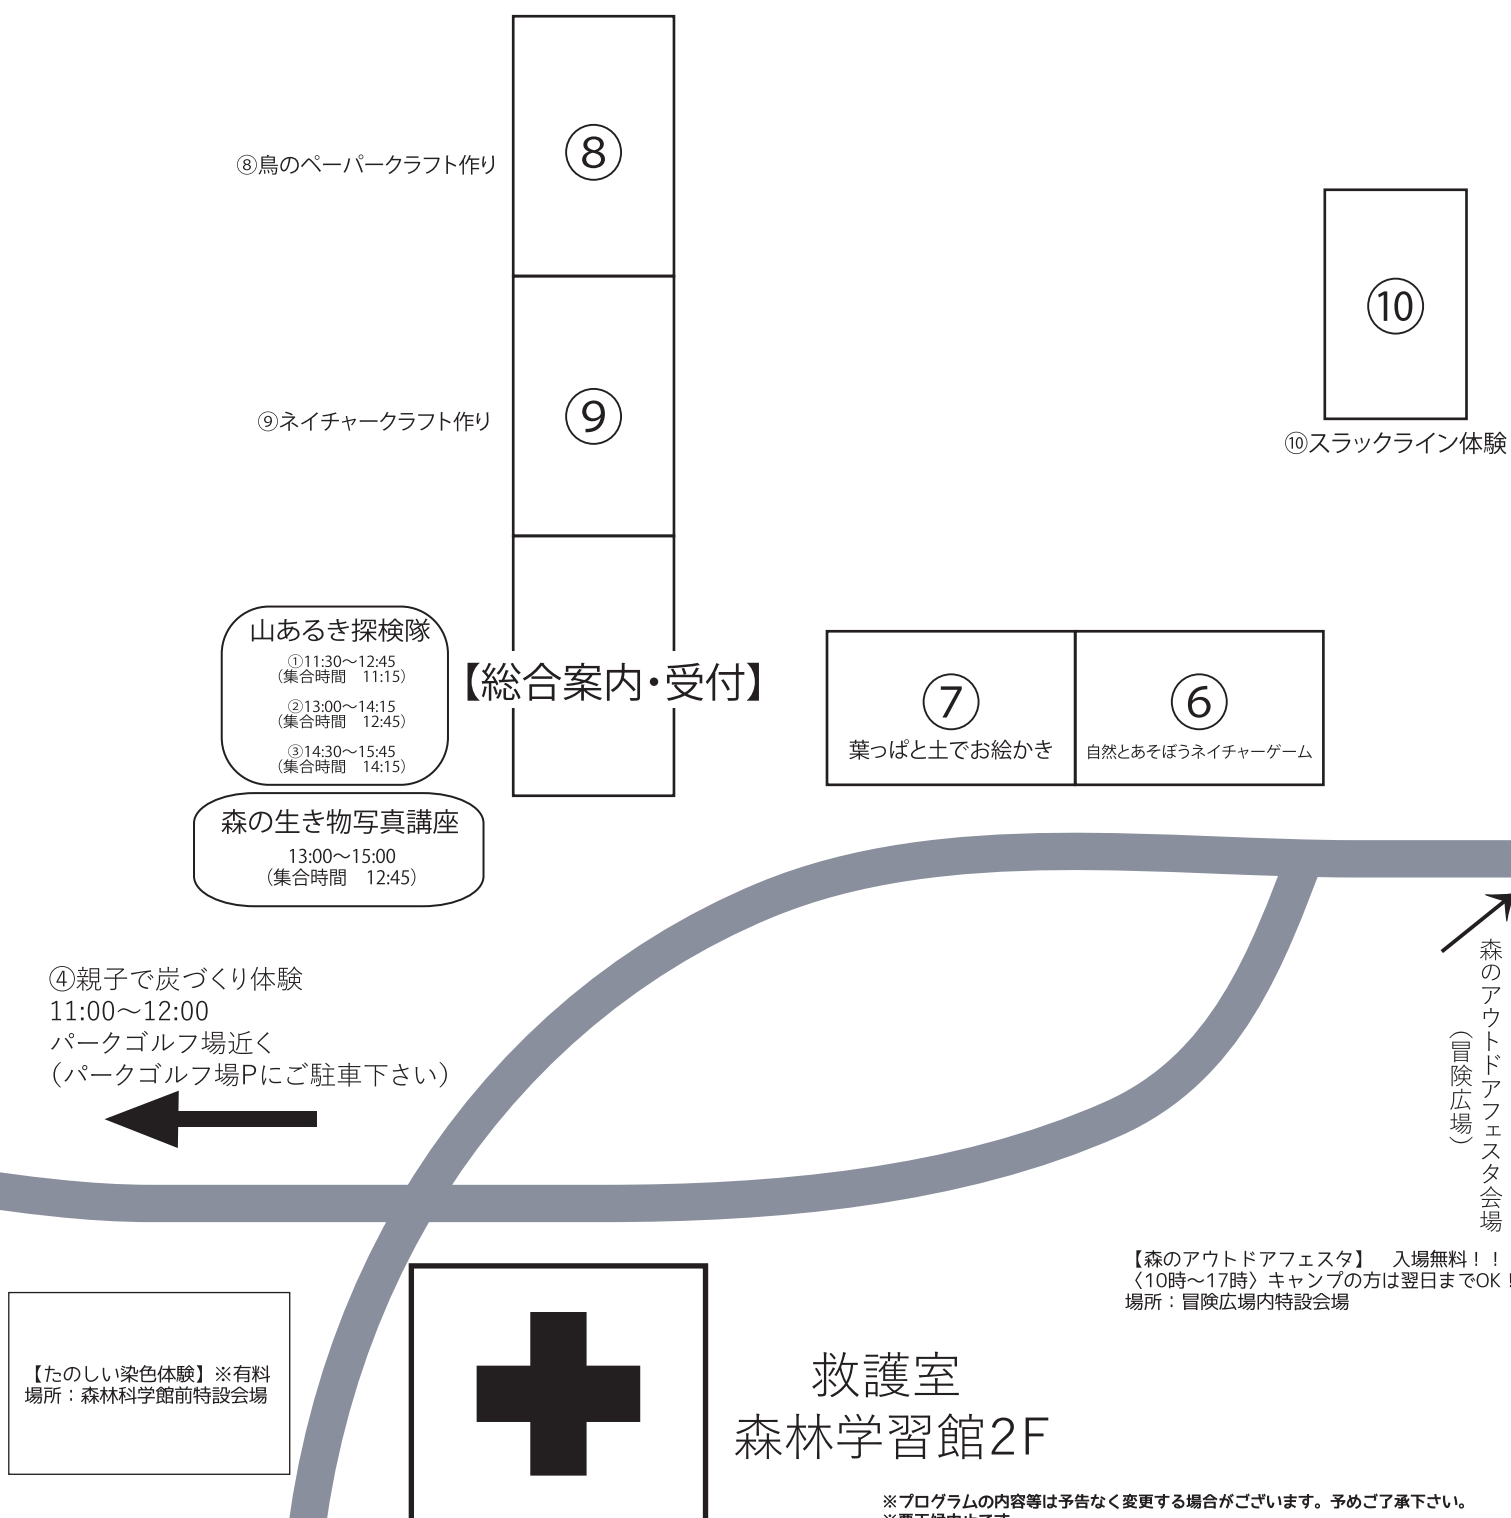 ⑧
⑧鳥のペーパークラフト作り
⑩
⑩スラックライン体験
⑨
⑨ネイチャークラフト作り
山あるき探検隊
①11:30〜12:45
（集合時間　11:15）
②13:00〜14:15
（集合時間　12:45）
③14:30〜15:45
（集合時間　14:15）
【総合案内・受付】
⑦
葉っぱと土でお絵かき
⑥
自然とあそぼうネイチャーゲーム
森の生き物写真講座
13:00〜15:00
（集合時間　12:45）
④親子で炭づくり体験
11:00〜12:00
パークゴルフ場近く
（パークゴルフ場Pにご駐車下さい）
森のアウトドアフェスタ会場
（冒険広場）
【森のアウトドアフェスタ】　入場無料！！
〈10時〜17時〉キャンプの方は翌日までOK！
場所：冒険広場内特設会場
【たのしい染色体験】※有料
場所：森林科学館前特設会場
救護室
森林学習館2F
※プログラムの内容等は予告なく変更する場合がございます。予めご了承下さい。